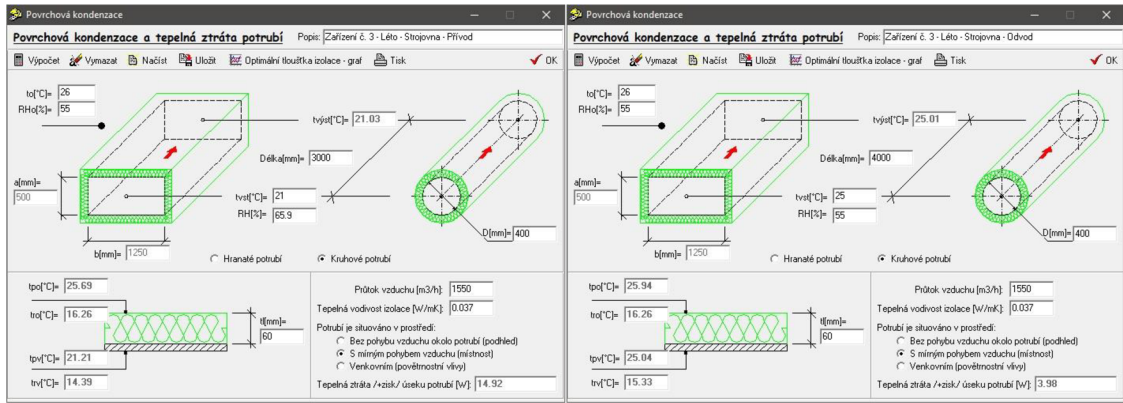 Povrchová kondenzace
Povrchová kondenzace a tepelná ztráta potrubí Popis: Zařízení č. 3 - Léto - Strojovna - Přívod
Výpočet Vymazat Načíst Uložit Optimální tloušťka izolace - graf Tisk OK
to[°C]= 26
RHo[%]= 55
tvýst[°C]= 21.03
Délka[mm]= 3000
a[mm]=
500
tvst[°C]= 21
RH[%]= 65.9
D[mm]= 400
b[mm]= 1250
Hranaté potrubí Kruhové potrubí
tpo[°C]= 25.69
tro[°C]= 16.26
tl[mm]=
60
tpv[°C]= 21.21
trv[°C]= 14.39
Průtok vzduchu [m3/h]: 1550
Tepelná vodivost izolace [W/mK]: 0.037
Potrubí je situováno v prostředí:
Bez pohybu vzduchu okolo potrubí (podhled)
S mírným pohybem vzduchu (místnost)
Venkovním (povětrnostní vlivy)
Tepelná ztráta /+zisk/ úseku potrubí [W]: 14.92
Povrchová kondenzace
Povrchová kondenzace a tepelná ztráta potrubí Popis: Zařízení č. 3 - Léto - Strojovna - Odvod
Výpočet Vymazat Načíst Uložit Optimální tloušťka izolace - graf Tisk OK
to[°C]= 26
RHo[%]= 55
tvýst[°C]= 25.01
Délka[mm]= 4000
a[mm]=
500
tvst[°C]= 25
RH[%]= 55
D[mm]= 400
b[mm]= 1250
Hranaté potrubí Kruhové potrubí
tpo[°C]= 25.94
tro[°C]= 16.26
tl[mm]=
60
tpv[°C]= 25.04
trv[°C]= 15.33
Průtok vzduchu [m3/h]: 1550
Tepelná vodivost izolace [W/mK]: 0.037
Potrubí je situováno v prostředí:
Bez pohybu vzduchu okolo potrubí (podhled)
S mírným pohybem vzduchu (místnost)
Venkovním (povětrnostní vlivy)
Tepelná ztráta /+zisk/ úseku potrubí [W]: 3.98